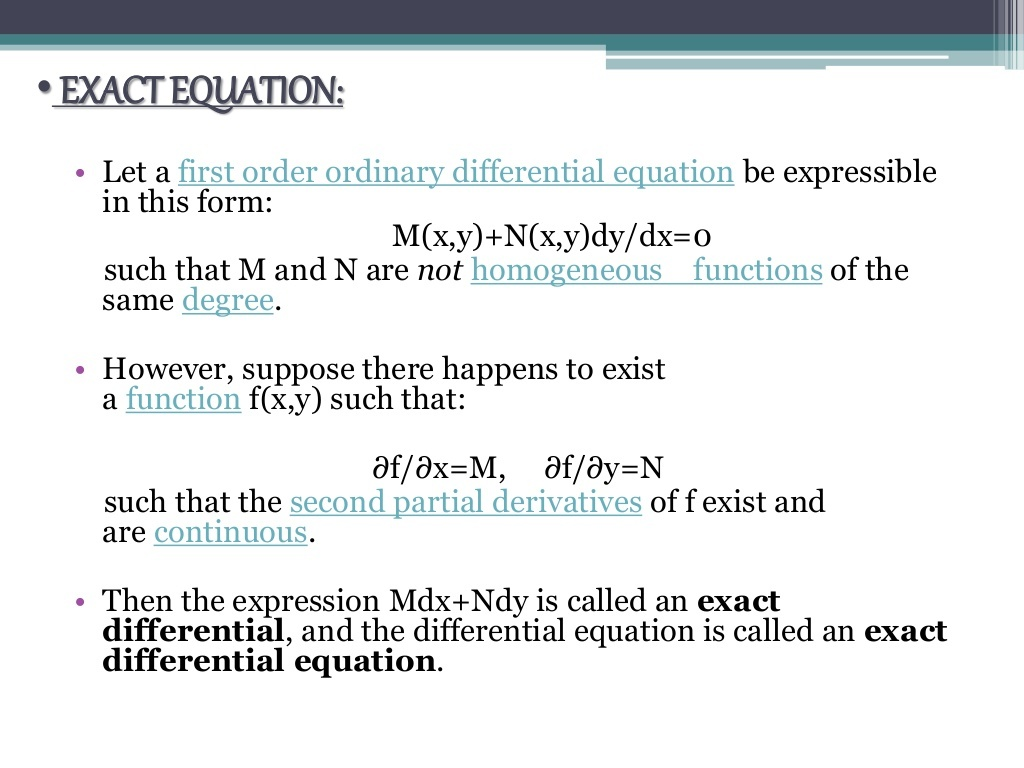 • EXACT EQUATION:
• Let a first order ordinary differential equation be expressible
in this form:
M(x,y)+N(x,y)dy/dx=0
such that M and N are not homogeneous functions of the
same degree.
• However, suppose there happens to exist
a function f(x,y) such that:
∂f/∂x=M, ∂f/∂y=N
such that the second partial derivatives of f exist and
are continuous.
• Then the expression Mdx+Ndy is called an exact
differential, and the differential equation is called an exact
differential equation.